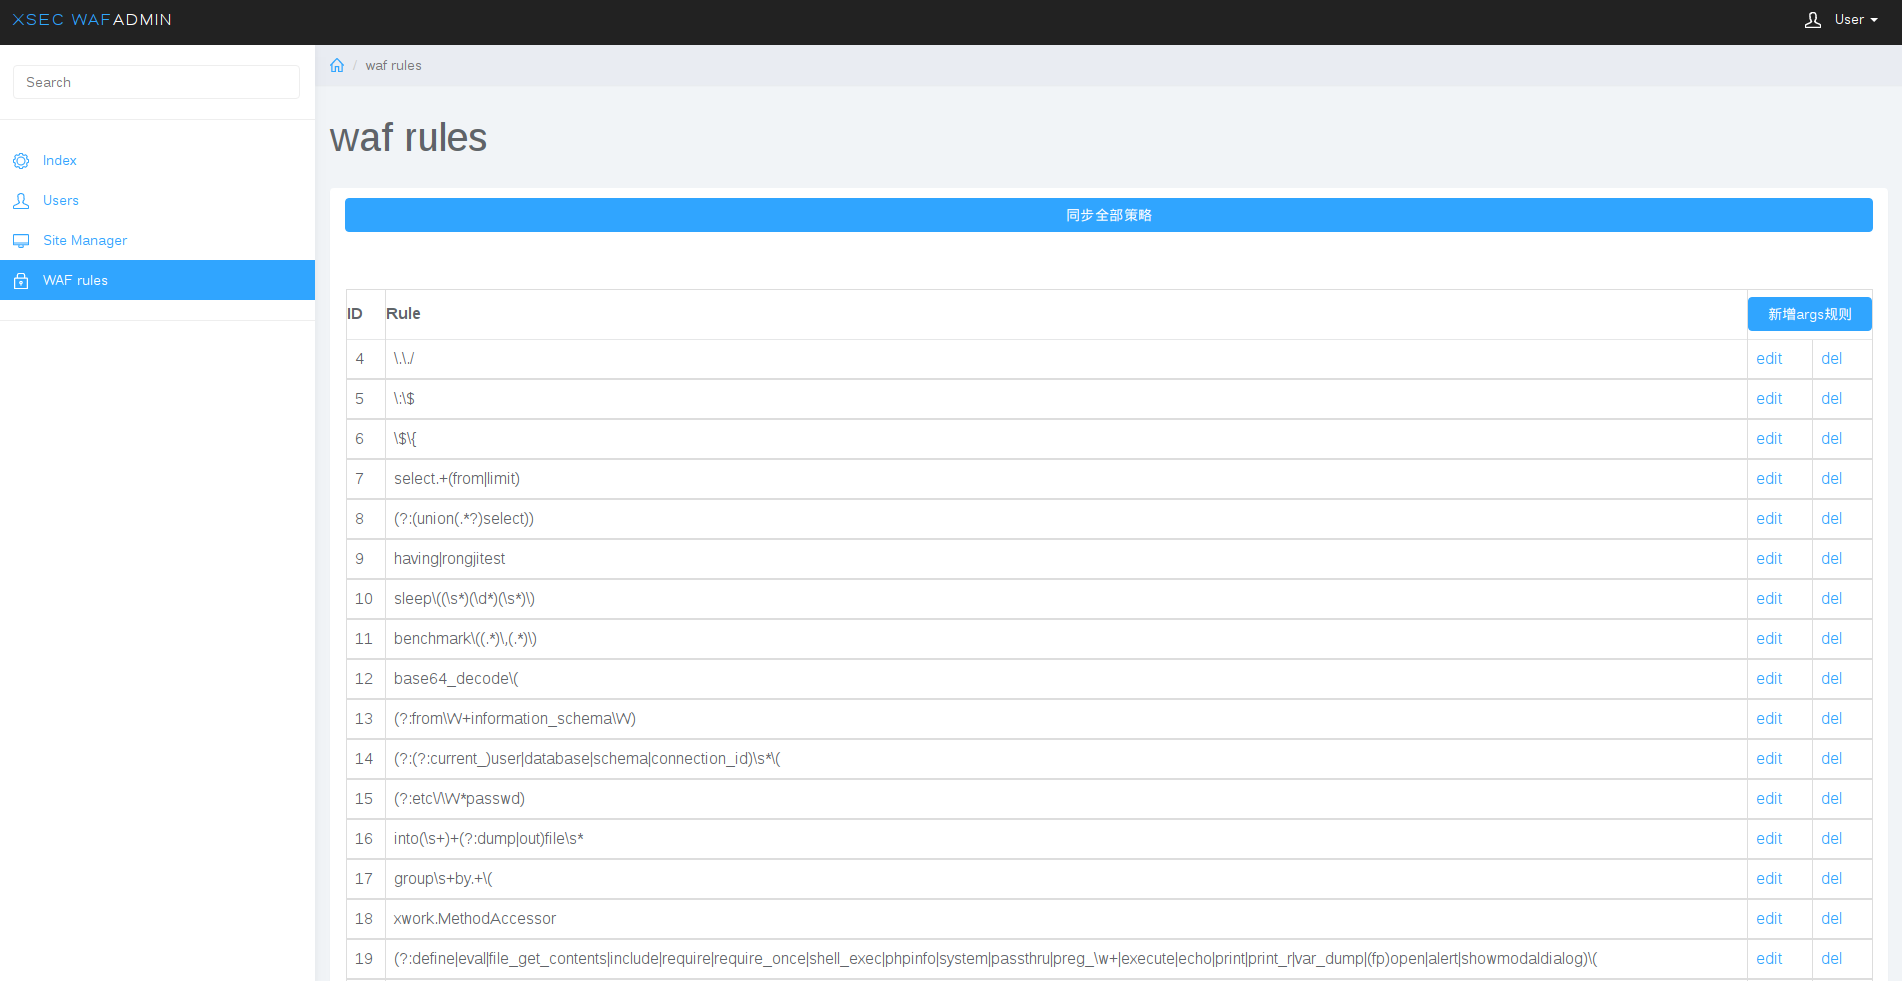 XSEC WAFADMIN
User
Search
/ waf rules
Index
Users
Site Manager
WAF rules
waf rules
同步全部策略
ID Rule 新增args规则
4 \.\./ edit del
5 \:\$ edit del
6 \$\{ edit del
7 select.+(from|limit) edit del
8 (?:(union(.*?)select)) edit del
9 having|rongjitest edit del
10 sleep\((\s*)(\d*)(\s*)\) edit del
11 benchmark\((.*)\,(.*)\) edit del
12 base64_decode\( edit del
13 (?:from\W+information_schema\W) edit del
14 (?:(?:current_)user|database|schema|connection_id)\s*\( edit del
15 (?:etc\/\W*passwd) edit del
16 into(\s+)+(?:dump|out)file\s* edit del
17 group\s+by.+\( edit del
18 xwork.MethodAccessor edit del
19 (?:define|eval|file_get_contents|include|require|require_once|shell_exec|phpinfo|system|passthru|preg_\w+|execute|echo|print|print_r|var_dump|(fp)open|alert|showmodaldialog)\( edit del